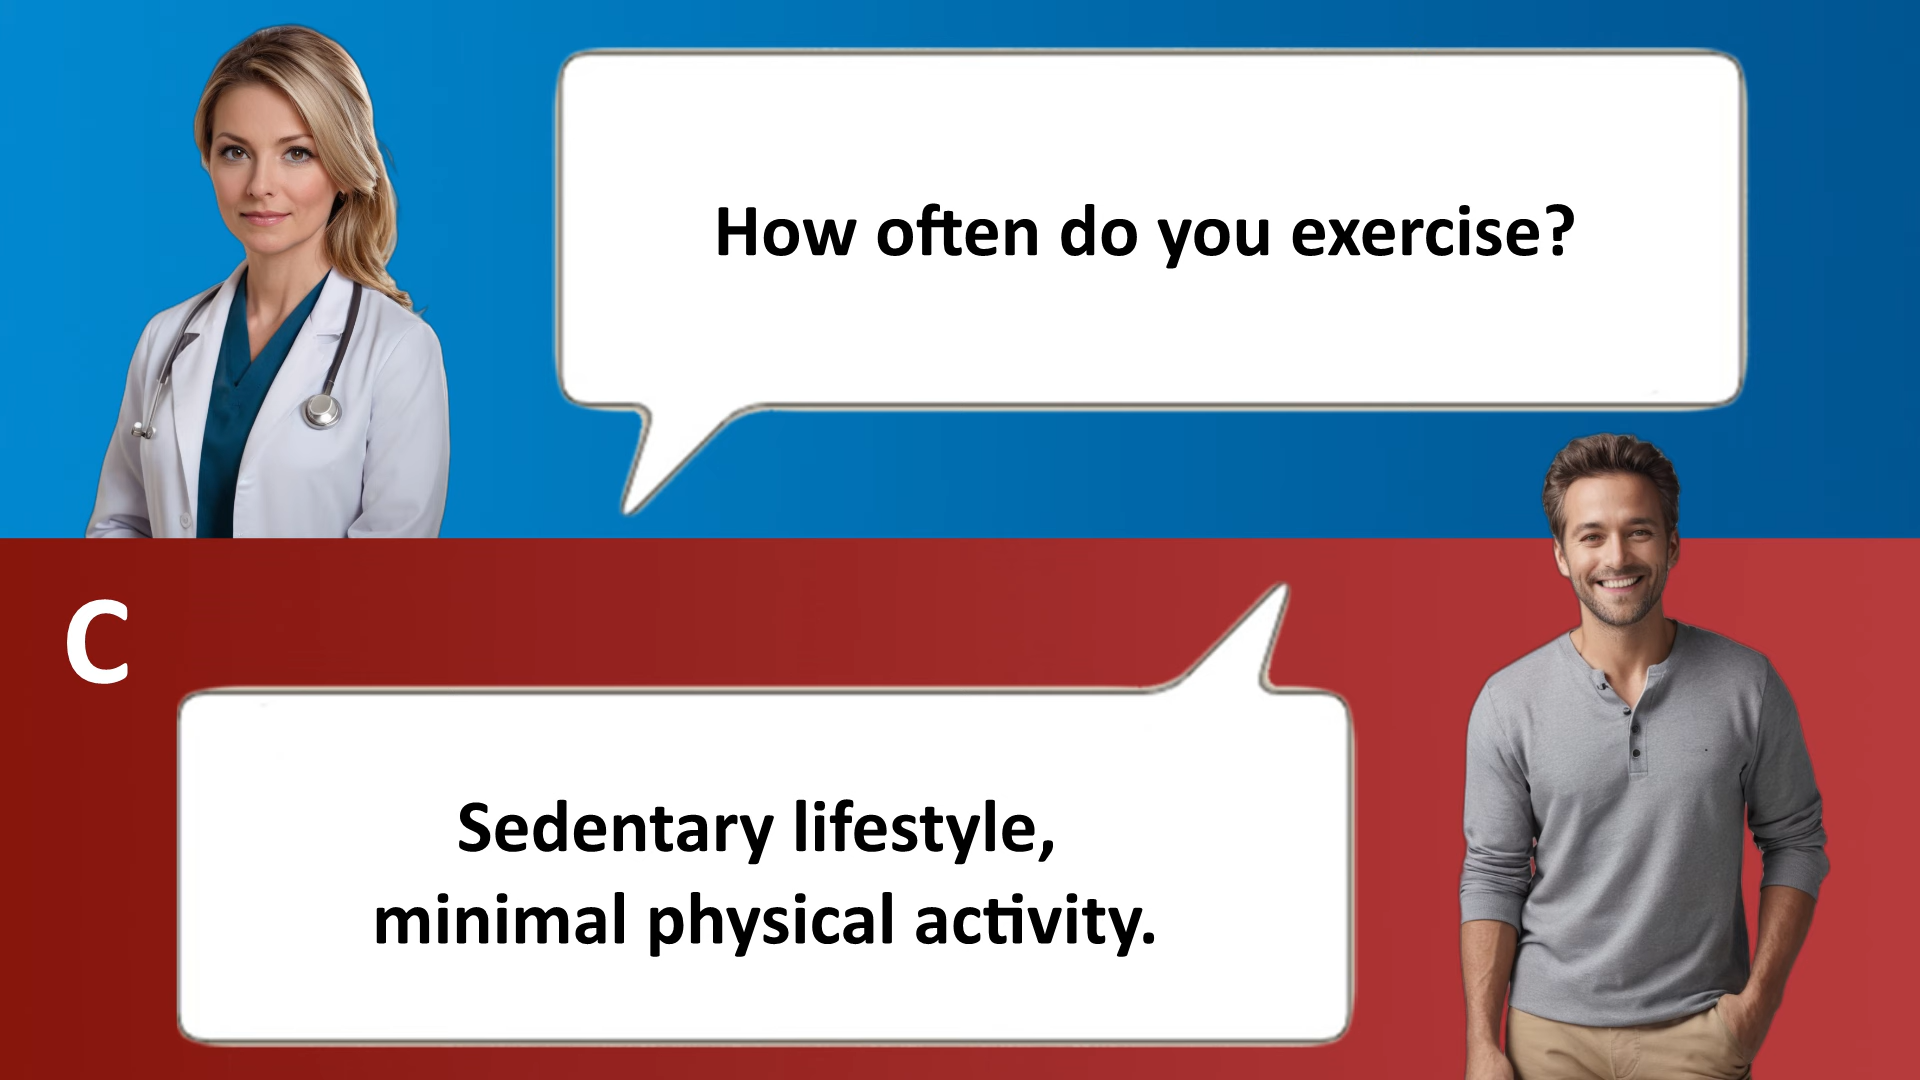 How often do you exercise?
C
Sedentary lifestyle,
minimal physical activity.